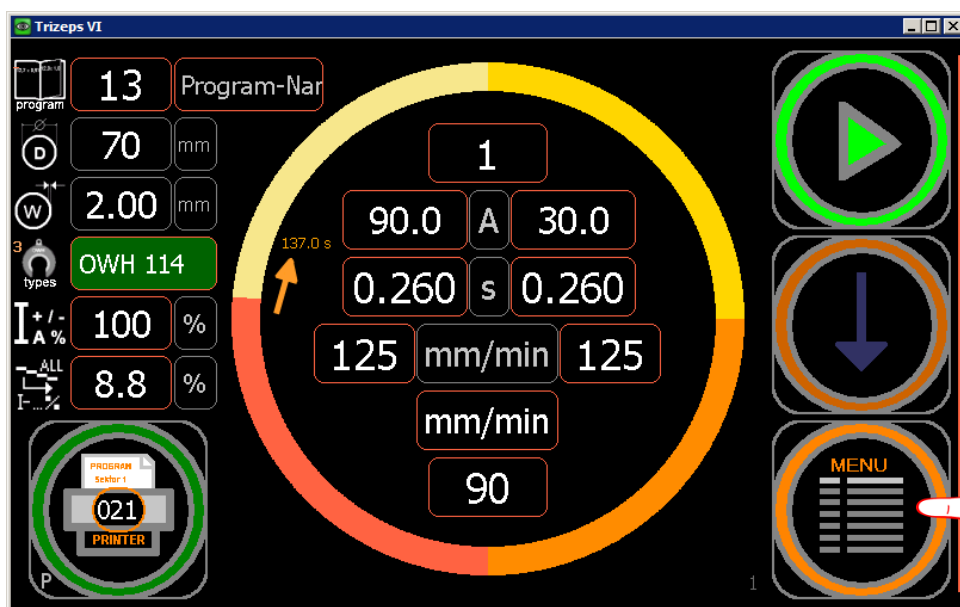 Trizeps VI
program
13
Program-Nar
D
70
mm
W
2.00
mm
3
types
OWH 114
I + / -
A %
100
%
ALL
I-...%
8.8
%
PROGRAM
Sektor 1
021
PRINTER
P
137.0 s
1
90.0 A 30.0
0.260 s 0.260
125 mm/min 125
mm/min
90
MENU
1